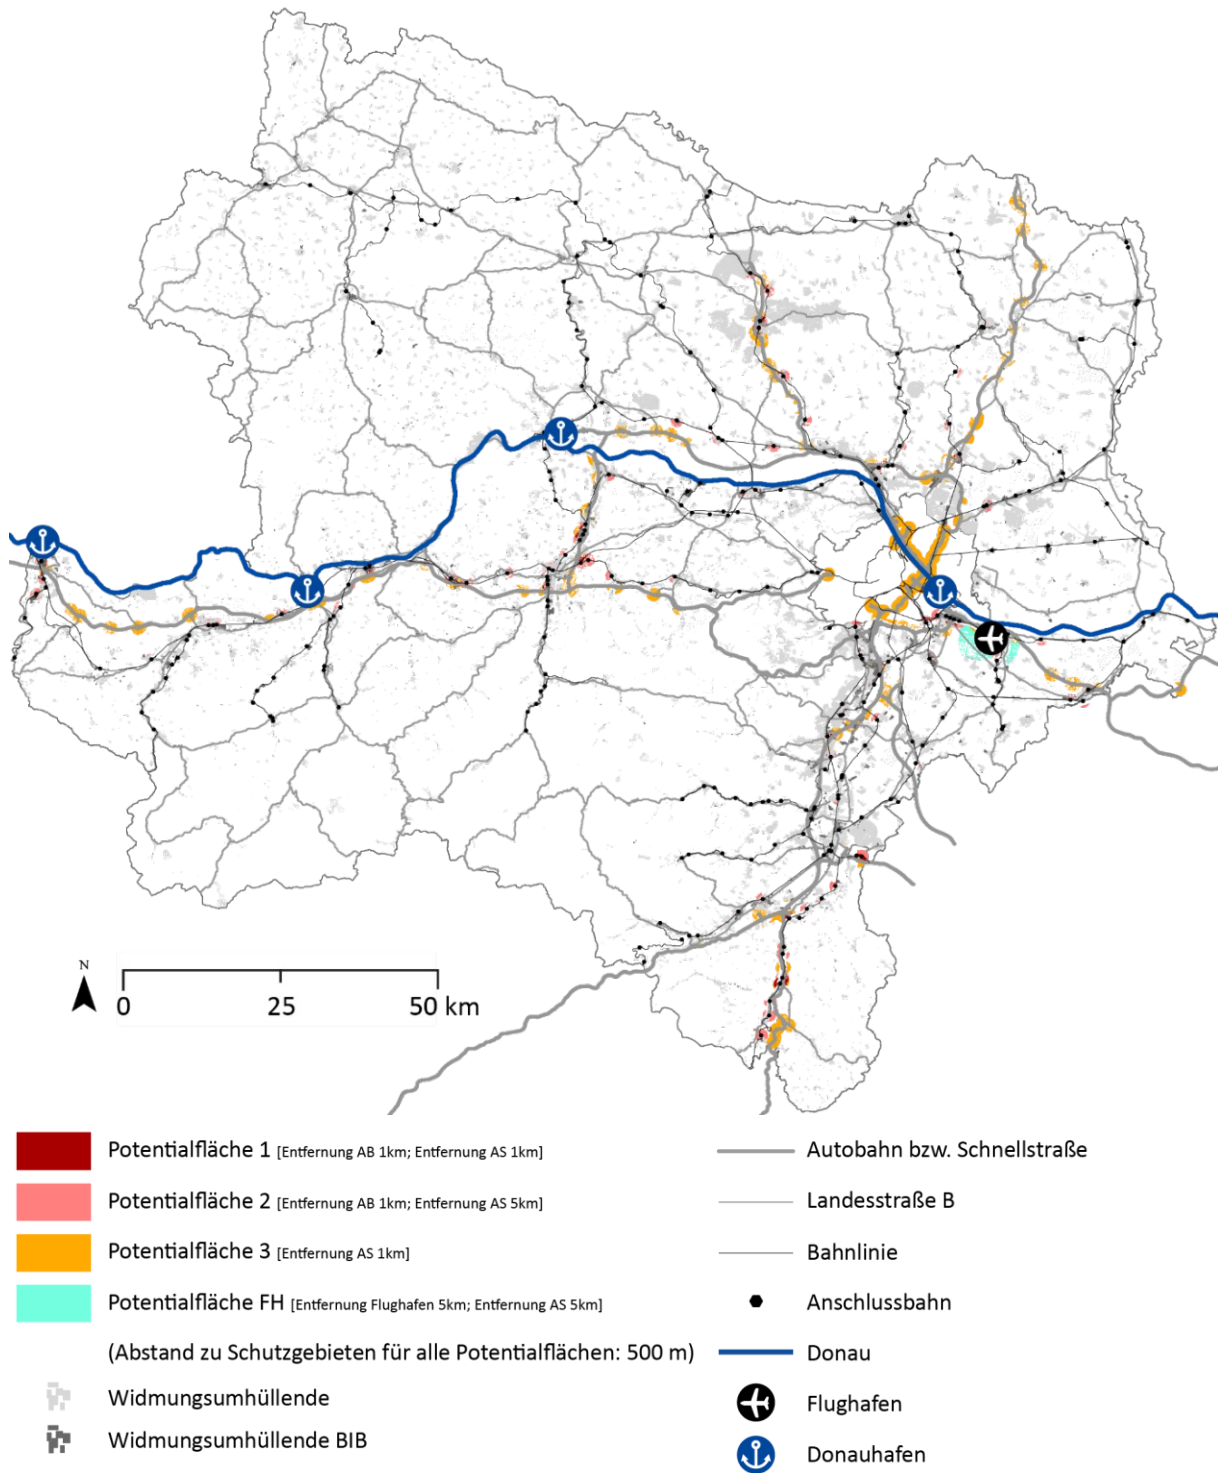 N
0 25 50 km
Potentialfläche 1 [Entfernung AB 1km; Entfernung AS 1km]
Potentialfläche 2 [Entfernung AB 1km; Entfernung AS 5km]
Potentialfläche 3 [Entfernung AS 1km]
Potentialfläche FH [Entfernung Flughafen 5km; Entfernung AS 5km]
(Abstand zu Schutzgebieten für alle Potentialflächen: 500 m)
Widmungsumhüllende
Widmungsumhüllende BIB
Autobahn bzw. Schnellstraße
Landesstraße B
Bahnlinie
Anschlussbahn
Donau
Flughafen
Donauhafen